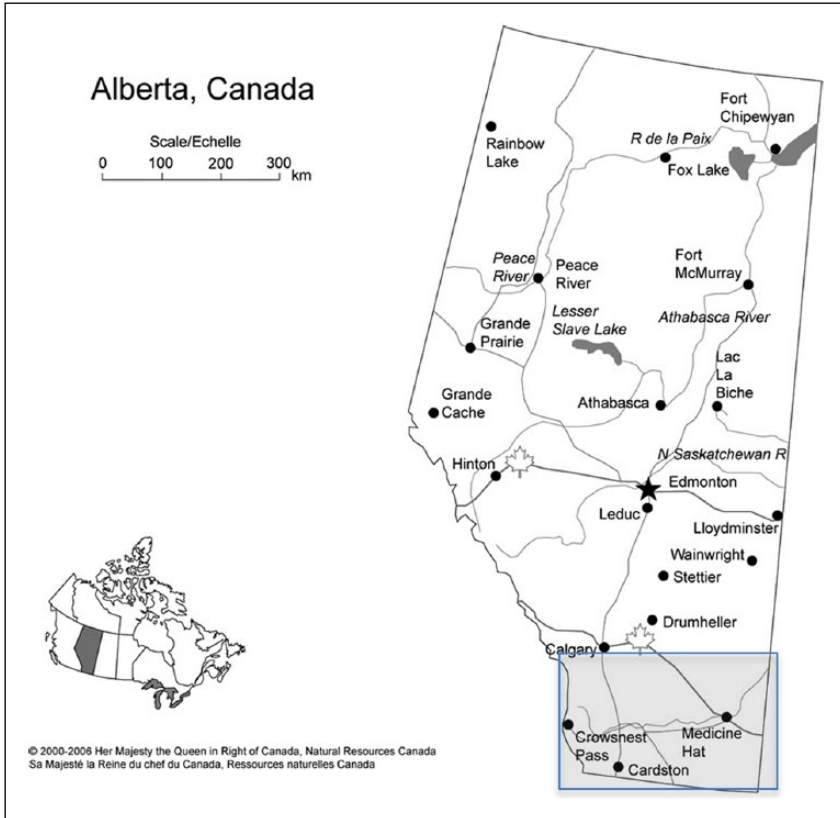 Alberta, Canada
Scale/Echelle
0 100 200 300
km
Fort
Chipewyan
Rainbow
Lake
R de la Paix
Fox Lake
Peace
River
Peace
River
Fort
McMurray
Lesser
Slave Lake
Athabasca River
Grande
Prairie
Lac
La
Biche
Grande
Cache
Athabasca
N Saskatchewan R
Hinton
Edmonton
Leduc
Lloydminster
Wainwright
Stettier
Drumheller
Calgary
Crowsnest
Pass
Medicine
Hat
Cardston
© 2000-2006 Her Majesty the Queen in Right of Canada, Natural Resources Canada
Sa Majesté la Reine du chef du Canada, Ressources naturelles Canada